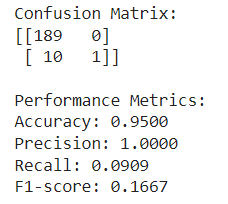 Confusion Matrix:
[[189   0]
 [ 10   1]]

Performance Metrics:
Accuracy: 0.9500
Precision: 1.0000
Recall: 0.0909
F1-score: 0.1667